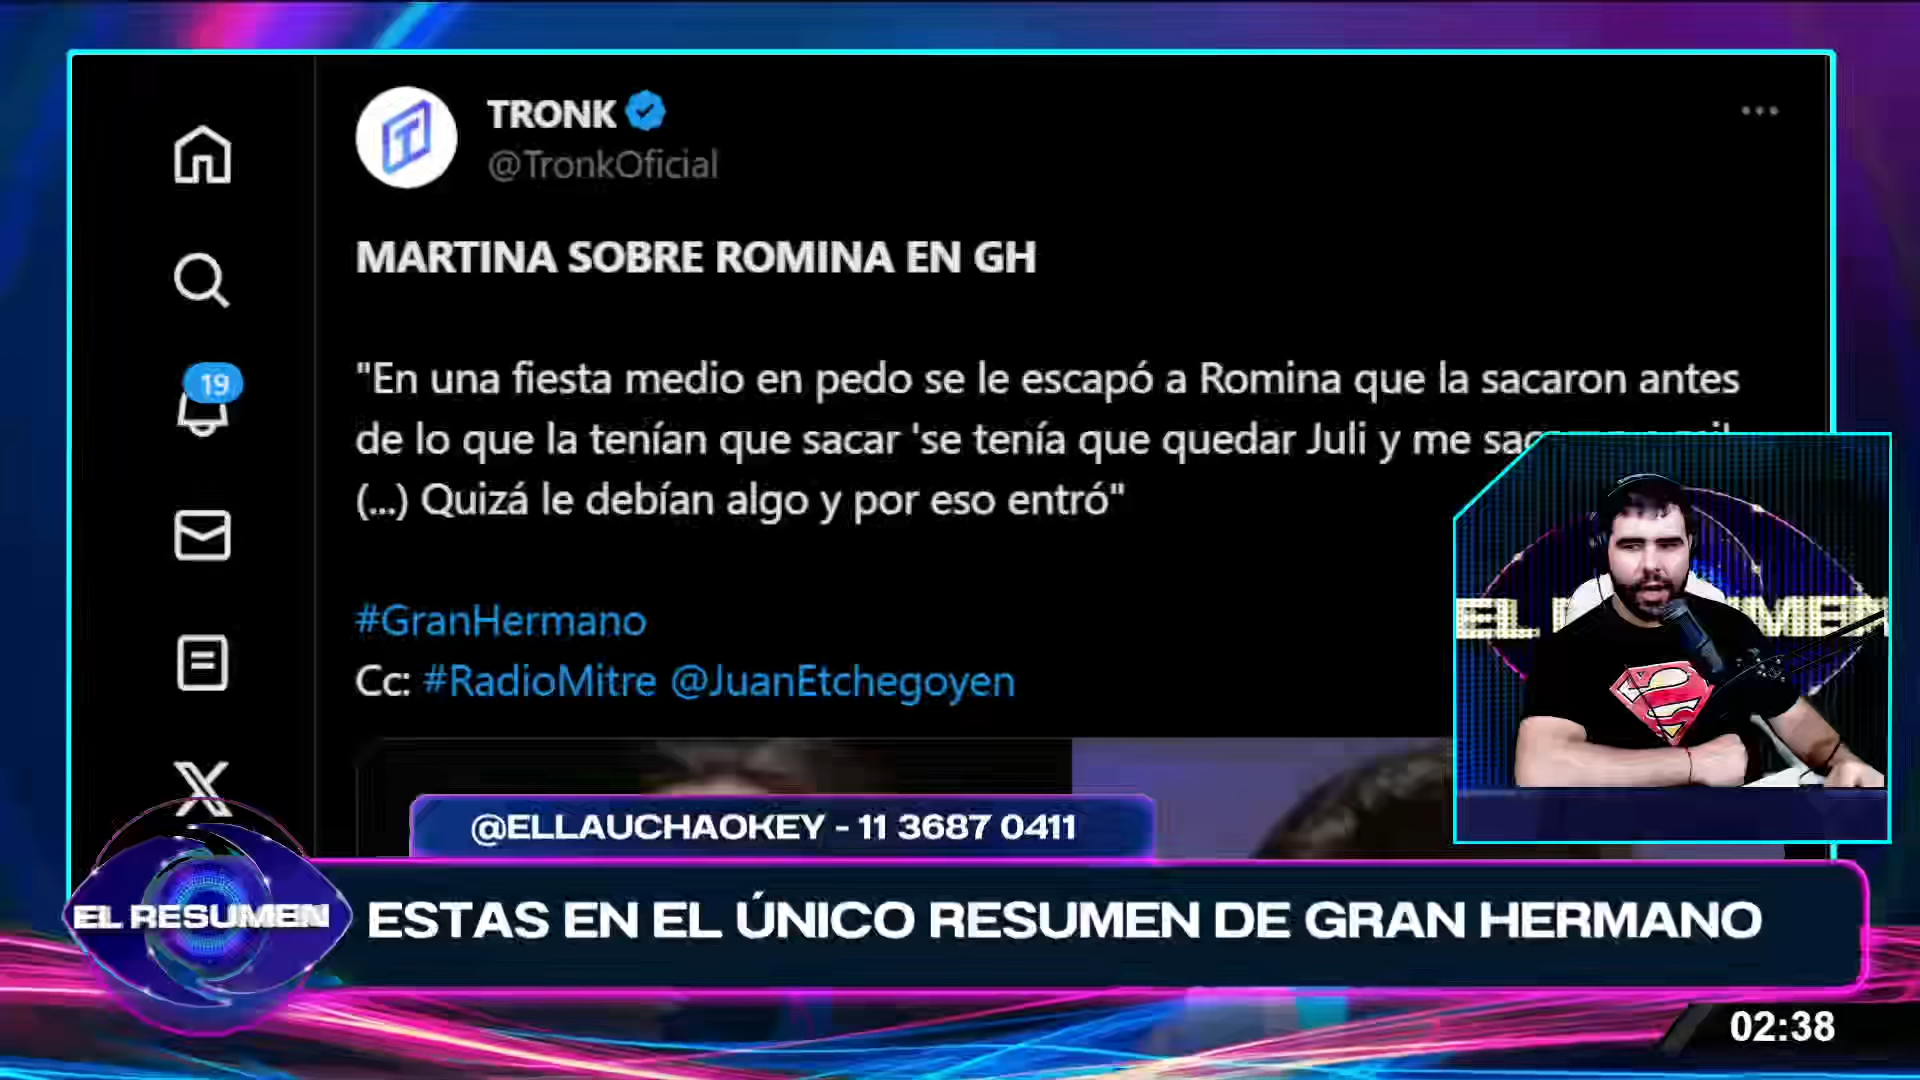 TRONK
@TronkOficial
MARTINA SOBRE ROMINA EN GH
"En una fiesta medio en pedo se le escapó a Romina que la sacaron antes
de lo que la tenían que sacar 'se tenía que quedar Juli y me
(...) Quizá le debían algo y por eso entró"
#GranHermano
Cc: #RadioMitre @JuanEtchegoyen
19
@ELLAUCHAOKEY - 11 3687 0411
EL RESUMEN
ESTAS EN EL ÚNICO RESUMEN DE GRAN HERMANO
02:38